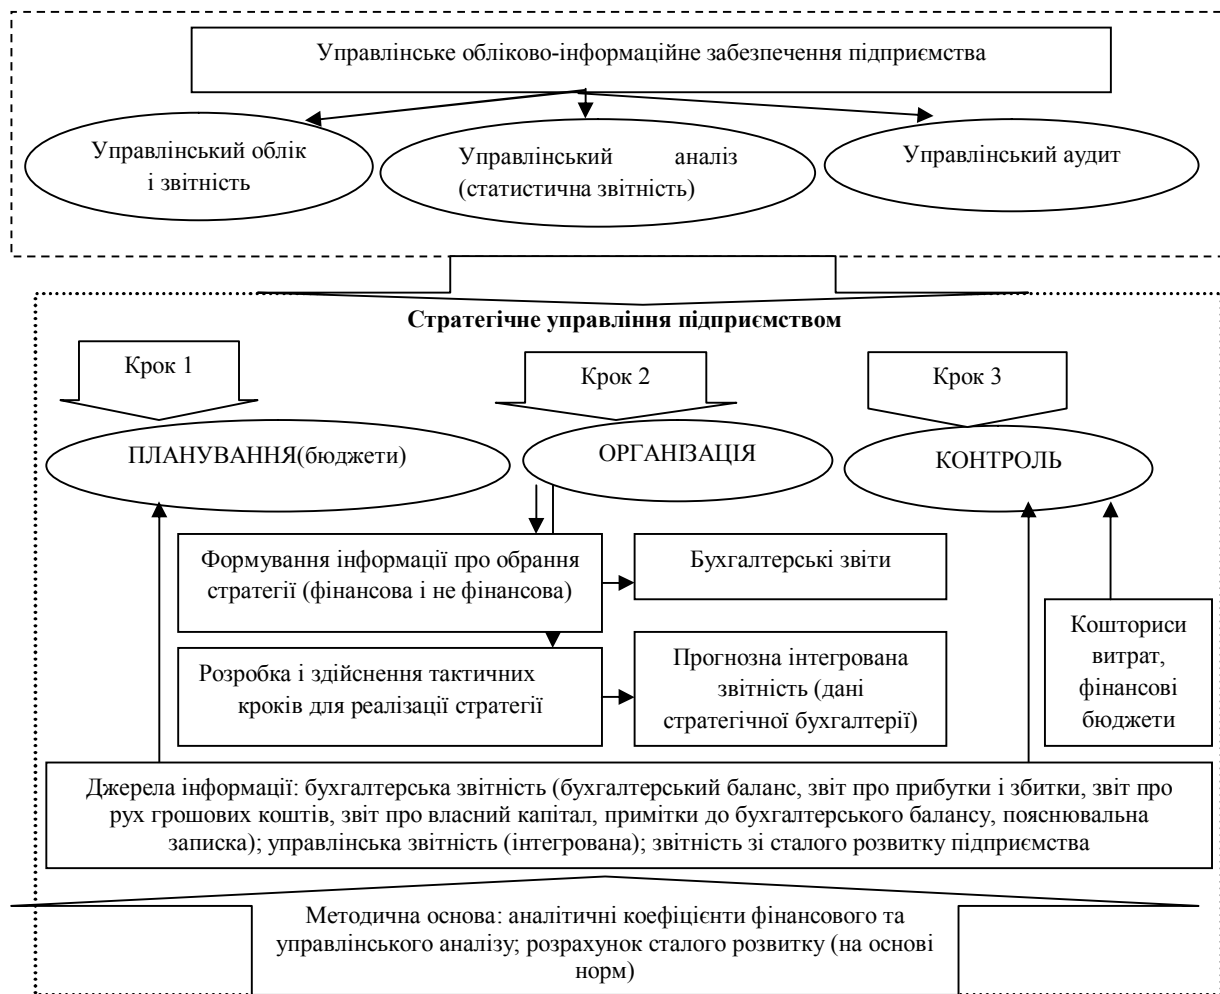 Управлінське обліково-інформаційне забезпечення підприємства
Управлінський облік
і звітність
Управлінський аналіз
(статистична звітність)
Управлінський аудит
Стратегічне управління підприємством
Крок 1
Крок 2
Крок 3
ПЛАНУВАННЯ(бюджети)
ОРГАНІЗАЦІЯ
КОНТРОЛЬ
Формування інформації про обрання
стратегії (фінансова і не фінансова)
Бухгалтерські звіти
Розробка і здійснення тактичних
кроків для реалізації стратегії
Прогнозна інтегрована
звітність (дані
стратегічної бухгалтерії)
Кошториси
витрат,
фінансові
бюджети
Джерела інформації: бухгалтерська звітність (бухгалтерський баланс, звіт про прибутки і збитки, звіт про
рух грошових коштів, звіт про власний капітал, примітки до бухгалтерського балансу, пояснювальна
записка); управлінська звітність (інтегрована); звітність зі сталого розвитку підприємства
Методична основа: аналітичні коефіцієнти фінансового та
управлінського аналізу; розрахунок сталого розвитку (на основі
норм)